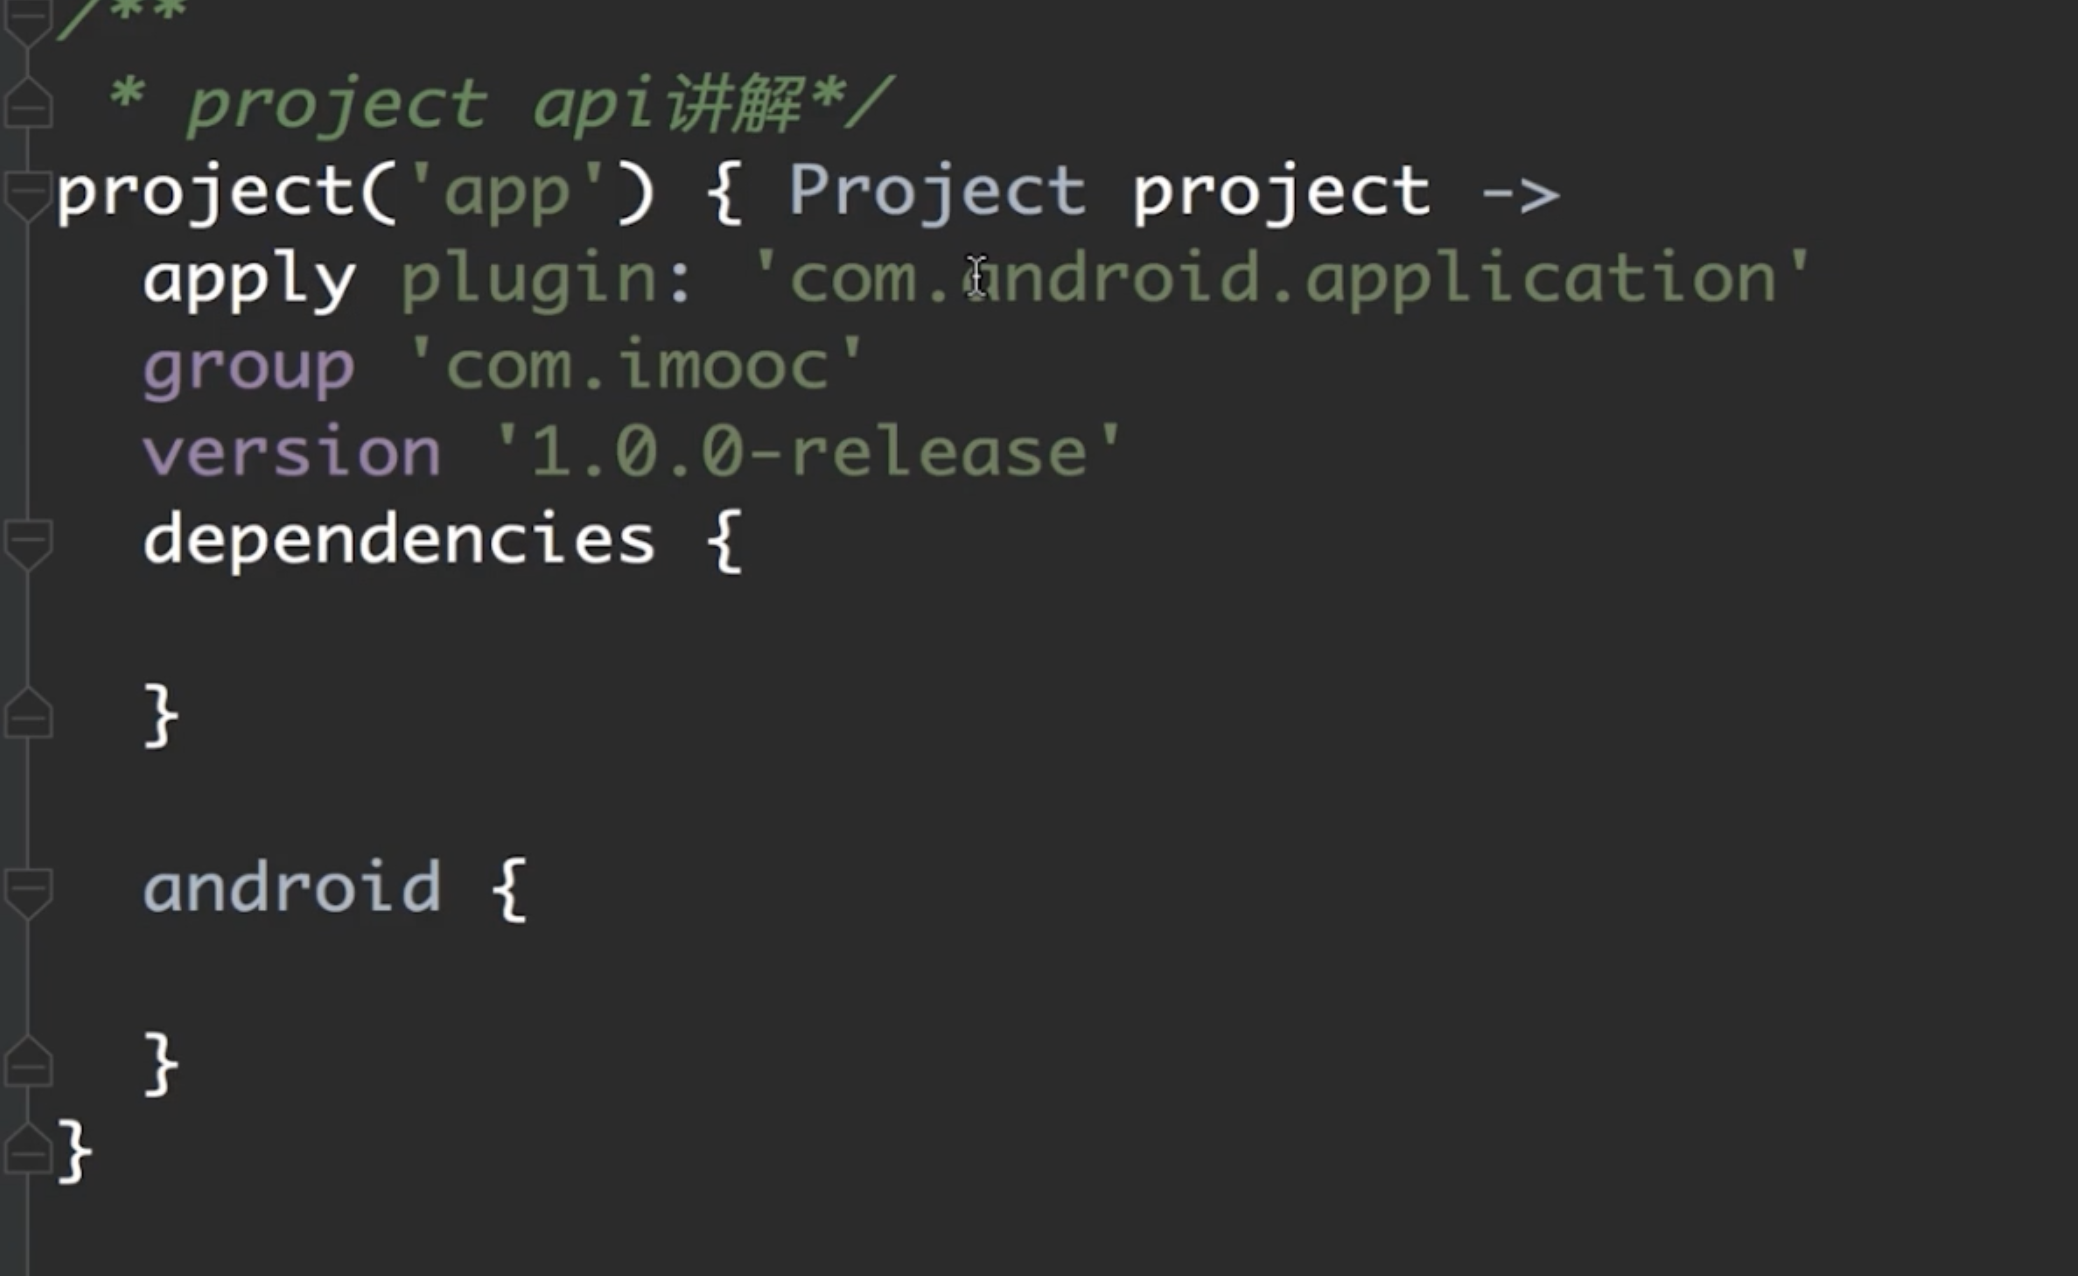 /**
 * project api讲解*/
project('app') { Project project ->
  apply plugin: 'com.android.application'
  group 'com.imooc'
  version '1.0.0-release'
  dependencies {
  }
  android {
  }
}